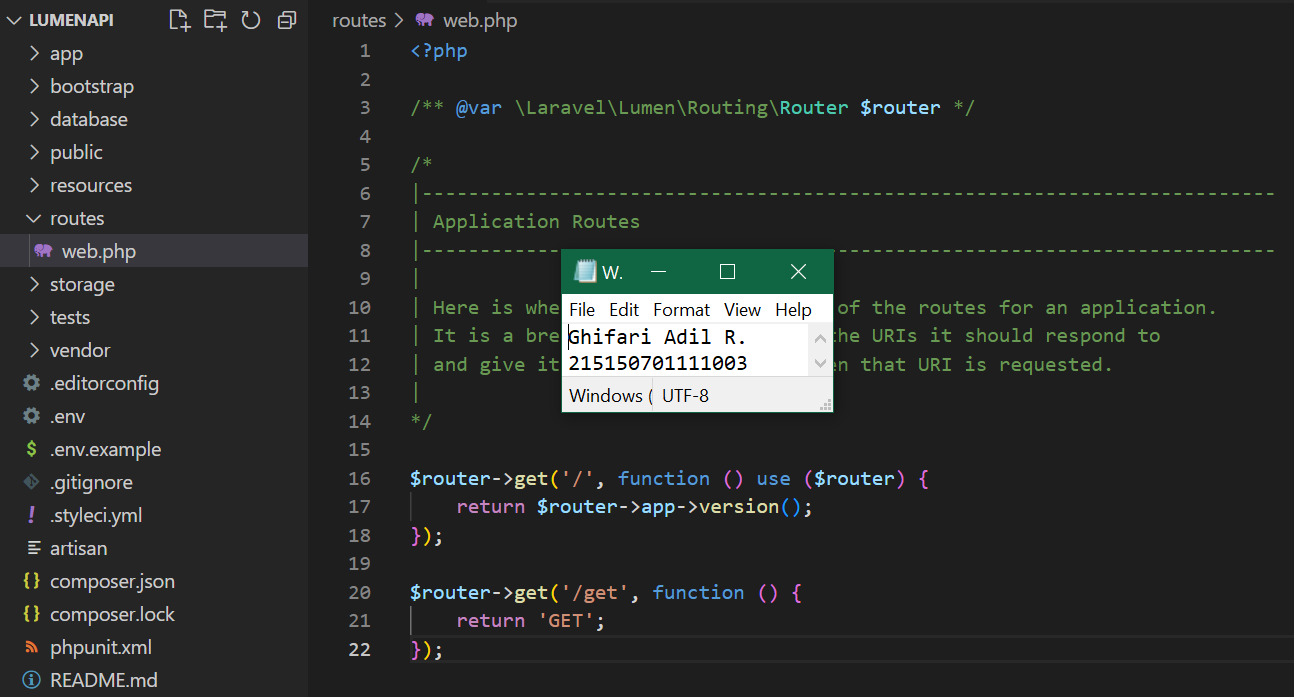 LUMENAPI
app
bootstrap
database
public
resources
routes
web.php
storage
tests
vendor
.editorconfig
.env
.env.example
.gitignore
.styleci.yml
artisan
composer.json
composer.lock
phpunit.xml
README.md
routes > web.php
1 <?php
2
3 /** @var \Laravel\Lumen\Routing\Router $router */
4
5 /*
6 |--------------------------------------------------------------------------
7 | Application Routes
8 |--------------------------------------------------------------------------
9 |
10 | Here is whe of the routes for an application.
11 | It is a bre the URIs it should respond to
12 | and give it en that URI is requested.
13 |
14 */
15
16 $router->get('/', function () use ($router) {
17     return $router->app->version();
18 });
19
20 $router->get('/get', function () {
21     return 'GET';
22 });
W.
File Edit Format View Help
Ghifari Adil R.
215150701111003
Windows ( UTF-8